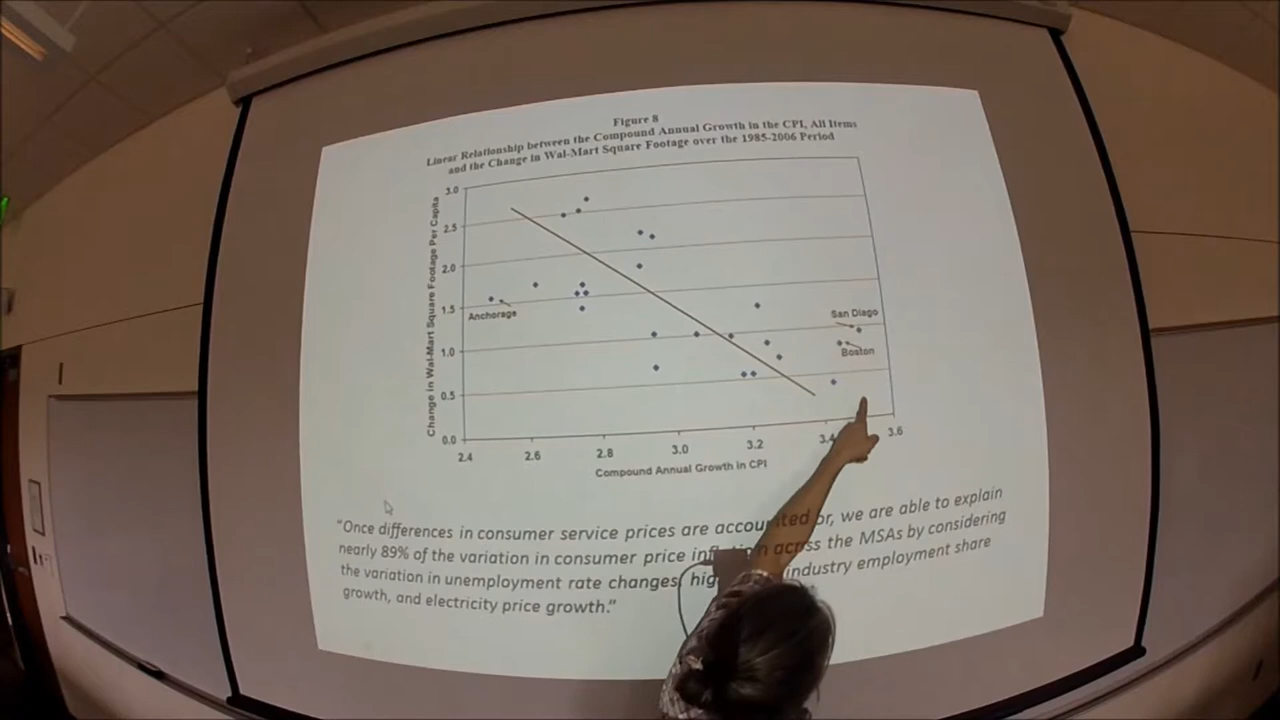 Figure 8
Linear Relationship between the Compound Annual Growth in the CPI, All Items
and the Change in Wal-Mart Square Footage over the 1985-2006 Period
Change in Wal-Mart Square Footage Per Capita
3.0
2.5
2.0
1.5
1.0
0.5
0.0
Anchorage
San Diego
Boston
2.4 2.6 2.8 3.0 3.2 3.4 3.6
Compound Annual Growth in CPI
"Once differences in consumer service prices are accounted or, we are able to explain
nearly 89% of the variation in consumer price across the MSAs by considering
the variation in unemployment rate changes, industry employment share
growth, and electricity price growth."